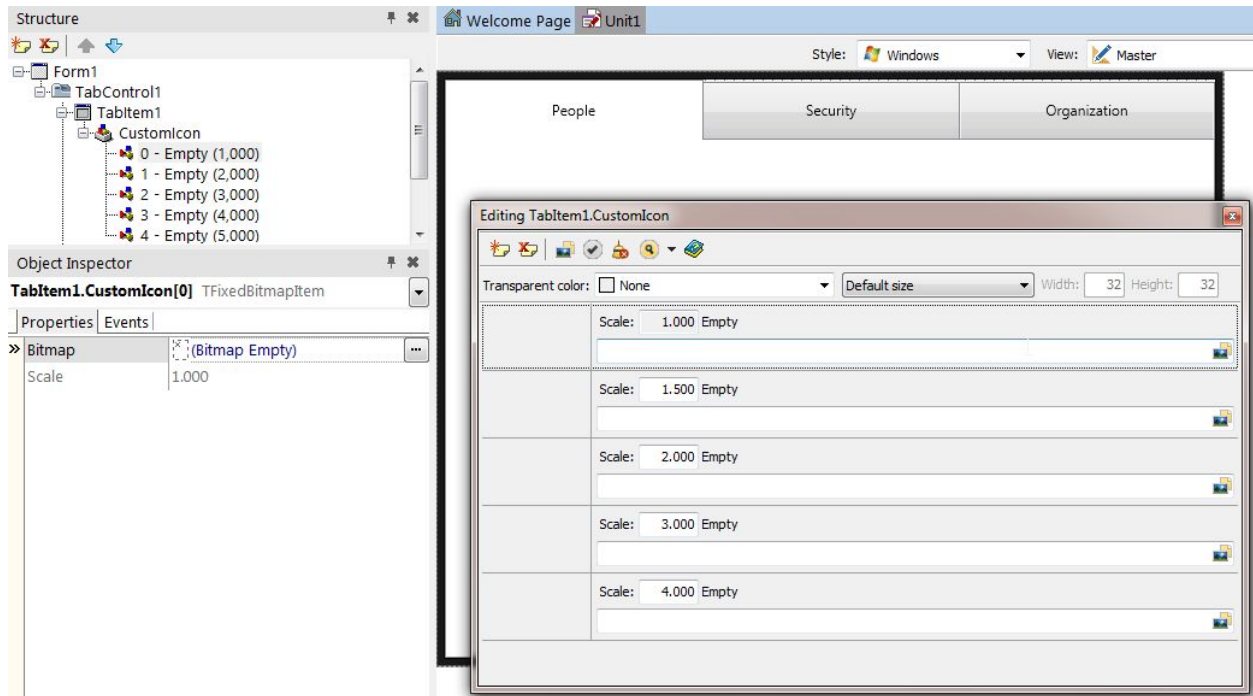 Structure
Form1
TabControl1
TabItem1
CustomIcon
0 - Empty (1,000)
1 - Empty (2,000)
2 - Empty (3,000)
3 - Empty (4,000)
4 - Empty (5,000)
Object Inspector
TabItem1.CustomIcon[0] TFixedBitmapItem
Properties Events
Bitmap (Bitmap Empty) ...
Scale 1.000
Welcome Page Unit1
Style: Windows View: Master
People Security Organization
Editing TabItem1.CustomIcon
Transparent color: None Default size Width: 32 Height: 32
Scale: 1.000 Empty
Scale: 1.500 Empty
Scale: 2.000 Empty
Scale: 3.000 Empty
Scale: 4.000 Empty